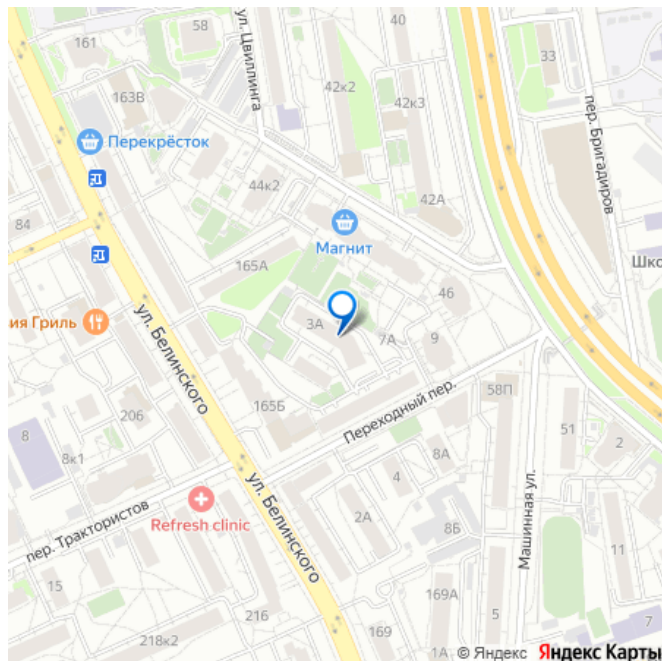 161
58
ул. Цвиллинга
40
33
163В
42к2
42к3
пер. Бригадиров
Перекрёсток
44к2
42А
84
Магнит
165А
Шко
46
ия Гриль
3А
7А
9
ул. Белинского
206
165Б
Переходный пер.
58П
8
8к1
51
2
8А
4
ул. Белинского
Refresh clinic
2А
8Б
Машинная ул.
пер. Трактористов
11
15
216
169А
5
7
218к2
169
1А
© Яндекс Яндекс Карты